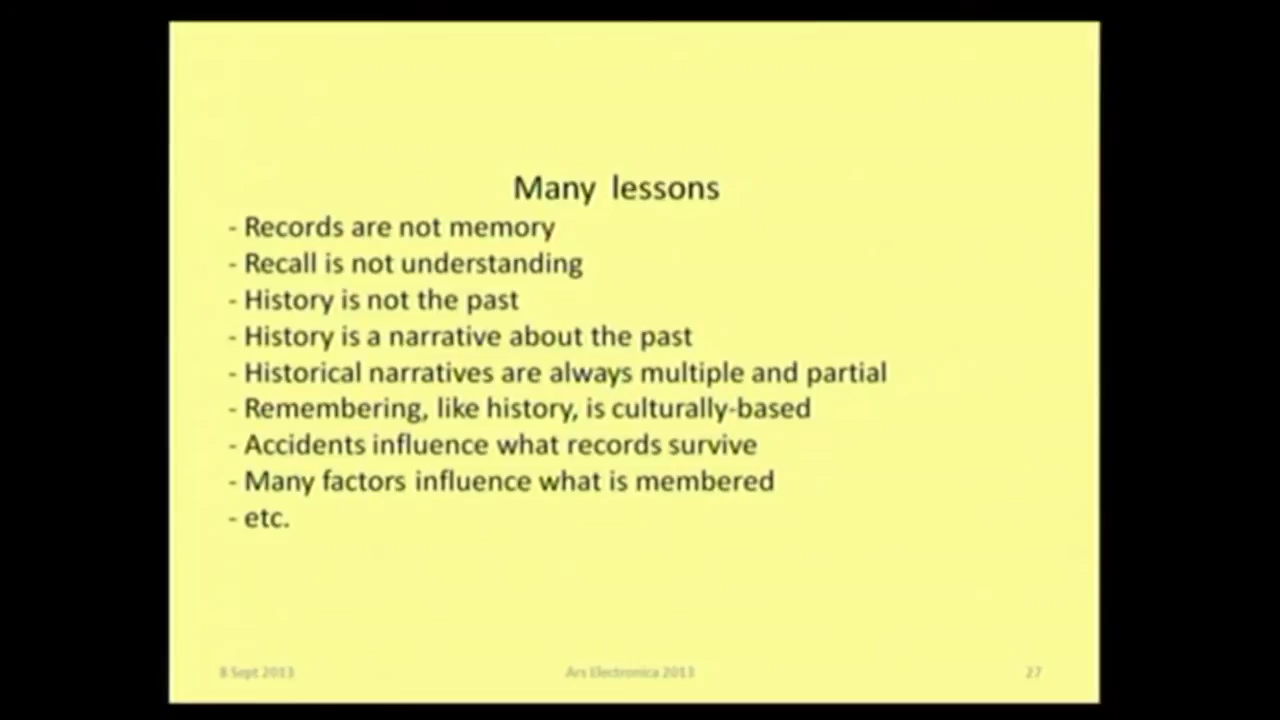 Many lessons
- Records are not memory
- Recall is not understanding
- History is not the past
- History is a narrative about the past
- Historical narratives are always multiple and partial
- Remembering, like history, is culturally-based
- Accidents influence what records survive
- Many factors influence what is membered
- etc.
8 Sept 2013 Ars Electronica 2013 27